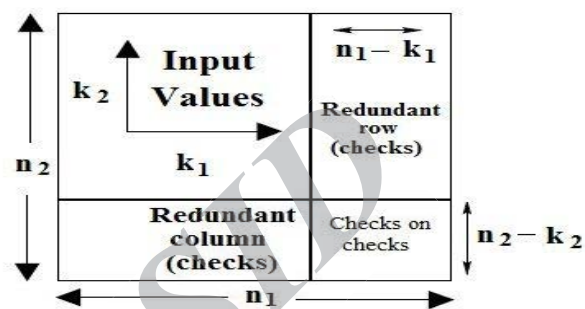 Input
Values
k₂
k₁
n₁ – k₁
Redundant
row
(checks)
n₂
Redundant
column
(checks)
Checks on
checks
n₂ – k₂
n₁
SID